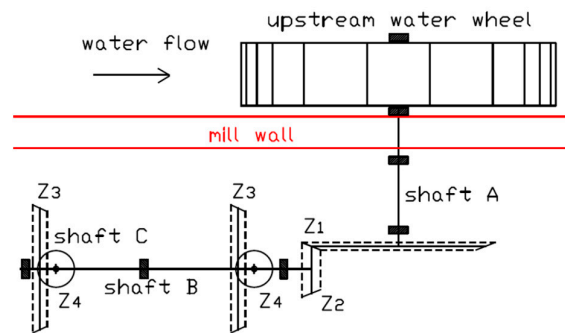 upstream water wheel
water flow
mill wall
Z3
Z3
shaft A
Z1
shaft C
shaft B
Z4
Z4
Z2